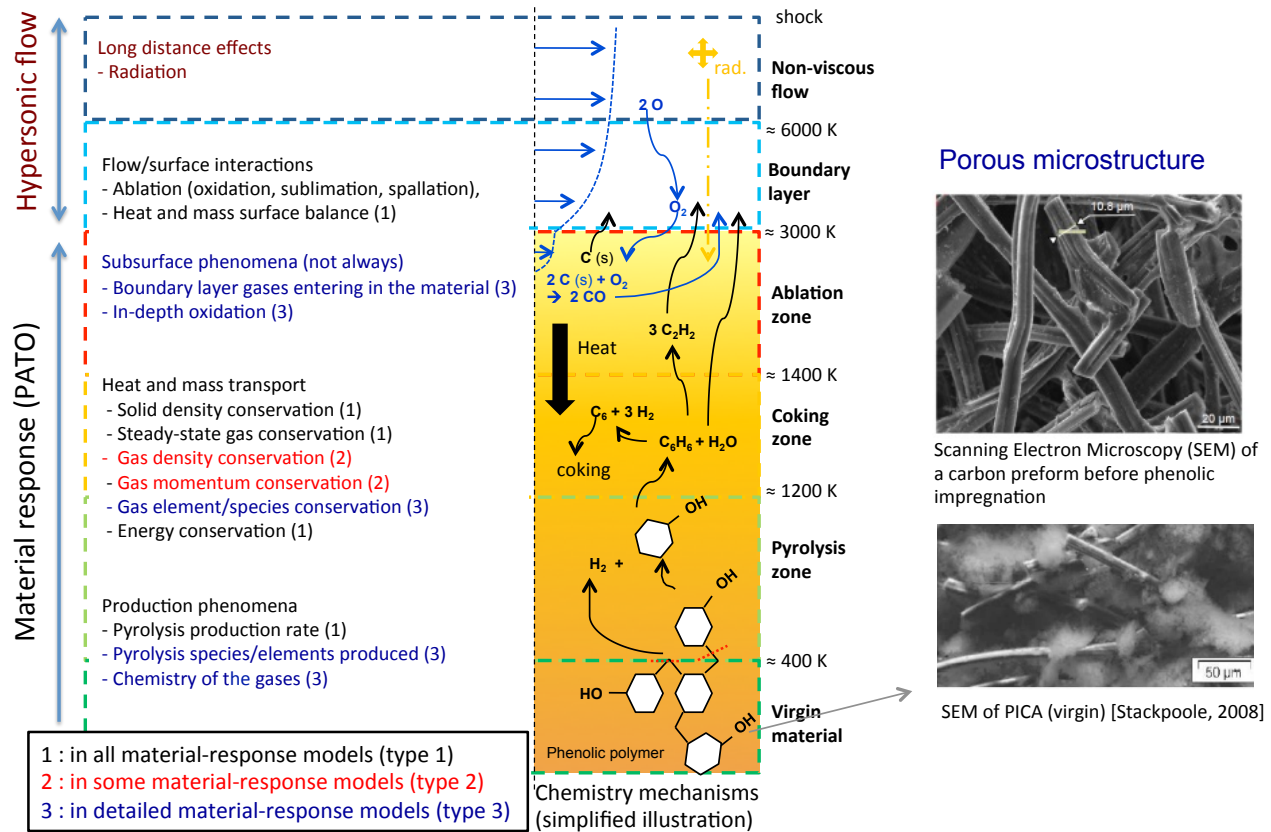 Hypersonic flow
Material response (PATO)
Long distance effects
- Radiation
Flow/surface interactions
- Ablation (oxidation, sublimation, spallation),
- Heat and mass surface balance (1)
Subsurface phenomena (not always)
- Boundary layer gases entering in the material (3)
- In-depth oxidation (3)
Heat and mass transport
- Solid density conservation (1)
- Steady-state gas conservation (1)
- Gas density conservation (2)
- Gas momentum conservation (2)
- Gas element/species conservation (3)
- Energy conservation (1)
Production phenomena
- Pyrolysis production rate (1)
- Pyrolysis species/elements produced (3)
- Chemistry of the gases (3)
1 : in all material-response models (type 1)
2 : in some material-response models (type 2)
3 : in detailed material-response models (type 3)
rad.
2 O
O₂
C (s)
2 C (s) + O₂
→ 2 CO
3 C₂H₂
Heat
C₆ + 3 H₂
C₆H₆ + H₂O
coking
OH
H₂ +
OH
HO
OH
Phenolic polymer
Chemistry mechanisms
(simplified illustration)
shock
Non-viscous
flow
≈ 6000 K
Boundary
layer
≈ 3000 K
Ablation
zone
≈ 1400 K
Coking
zone
≈ 1200 K
Pyrolysis
zone
≈ 400 K
Virgin
material
Porous microstructure
10.8 µm
20 µm
Scanning Electron Microscopy (SEM) of
a carbon preform before phenolic
impregnation
50 µm
SEM of PICA (virgin) [Stackpoole, 2008]